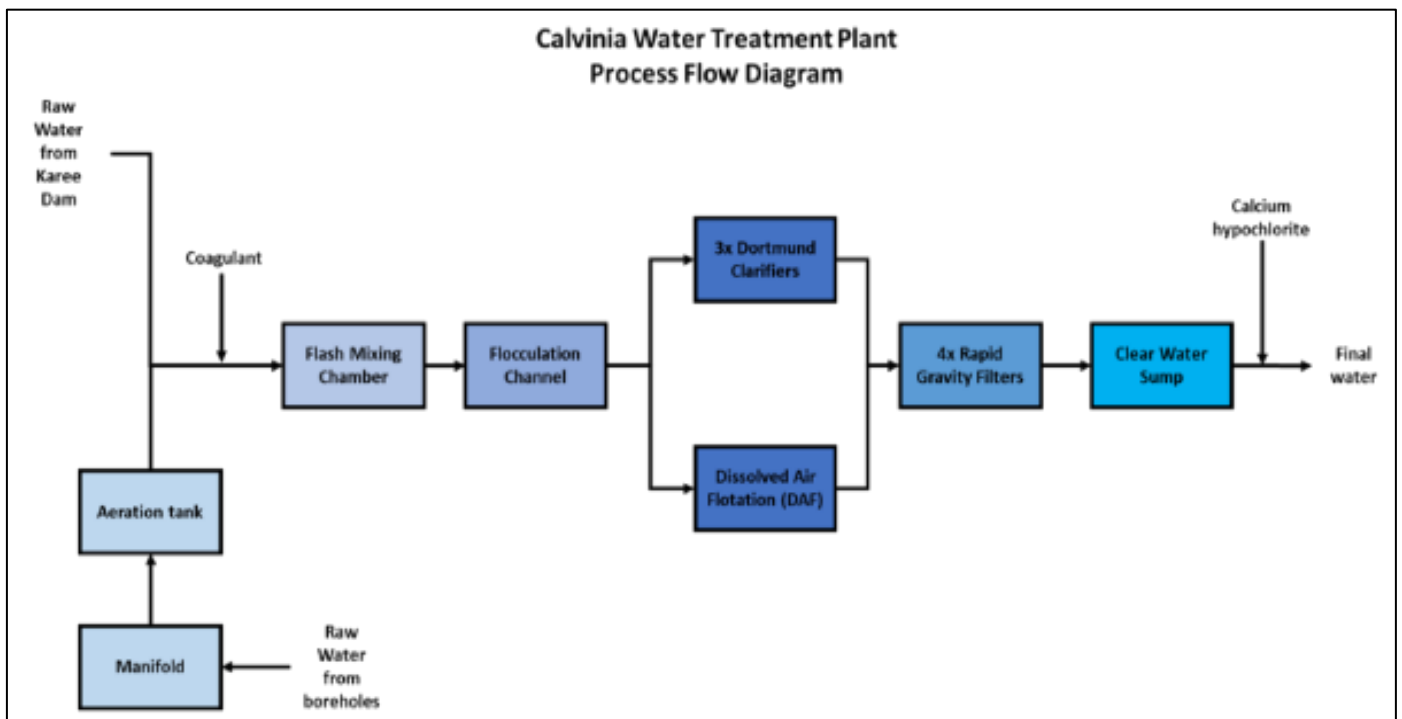 Calvinia Water Treatment Plant
Process Flow Diagram
Raw
Water
from
Karee
Dam
Coagulant
Flash Mixing
Chamber
Flocculation
Channel
3x Dortmund
Clarifiers
Dissolved Air
Flotation (DAF)
4x Rapid
Gravity Filters
Clear Water
Sump
Calcium
hypochlorite
Final
water
Aeration tank
Manifold
Raw
Water
from
boreholes